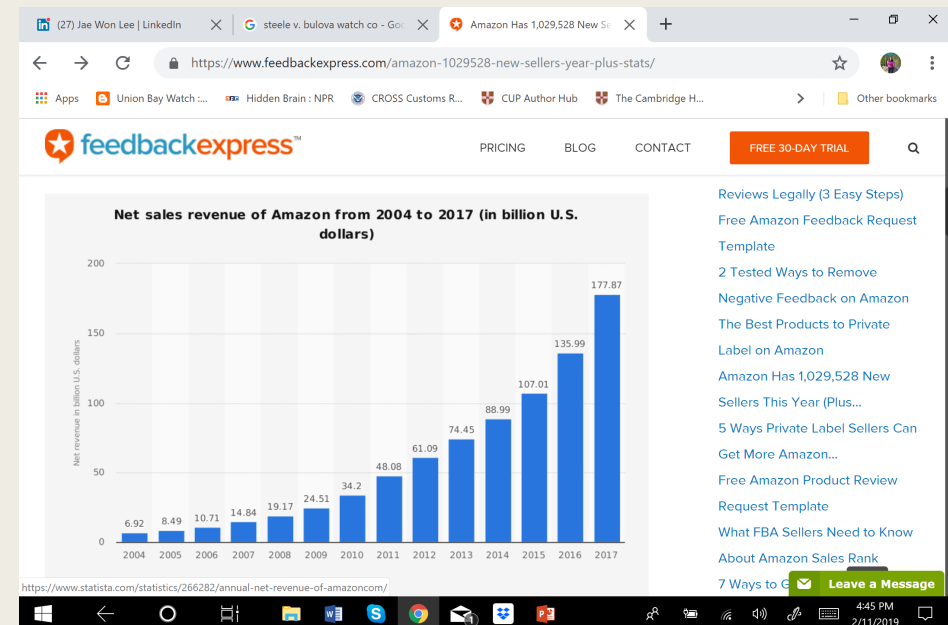 (27) Jae Won Lee | LinkedIn
steele v. bulova watch co - Goo
Amazon Has 1,029,528 New Se
https://www.feedbackexpress.com/amazon-1029528-new-sellers-year-plus-stats/
Apps Union Bay Watch :... Hidden Brain : NPR CROSS Customs R... CUP Author Hub The Cambridge H... Other bookmarks
feedbackexpress™ PRICING BLOG CONTACT FREE 30-DAY TRIAL
Net sales revenue of Amazon from 2004 to 2017 (in billion U.S.
dollars)
Net revenue in billion U.S. dollars
200
150
100
50
0
6.92 8.49 10.71 14.84 19.17 24.51 34.2 48.08 61.09 74.45 88.99 107.01 135.99 177.87
2004 2005 2006 2007 2008 2009 2010 2011 2012 2013 2014 2015 2016 2017
Reviews Legally (3 Easy Steps)
Free Amazon Feedback Request
Template
2 Tested Ways to Remove
Negative Feedback on Amazon
The Best Products to Private
Label on Amazon
Amazon Has 1,029,528 New
Sellers This Year (Plus...
5 Ways Private Label Sellers Can
Get More Amazon...
Free Amazon Product Review
Request Template
What FBA Sellers Need to Know
About Amazon Sales Rank
7 Ways to G
Leave a Message
https://www.statista.com/statistics/266282/annual-net-revenue-of-amazoncom/
4:45 PM
2/11/2019